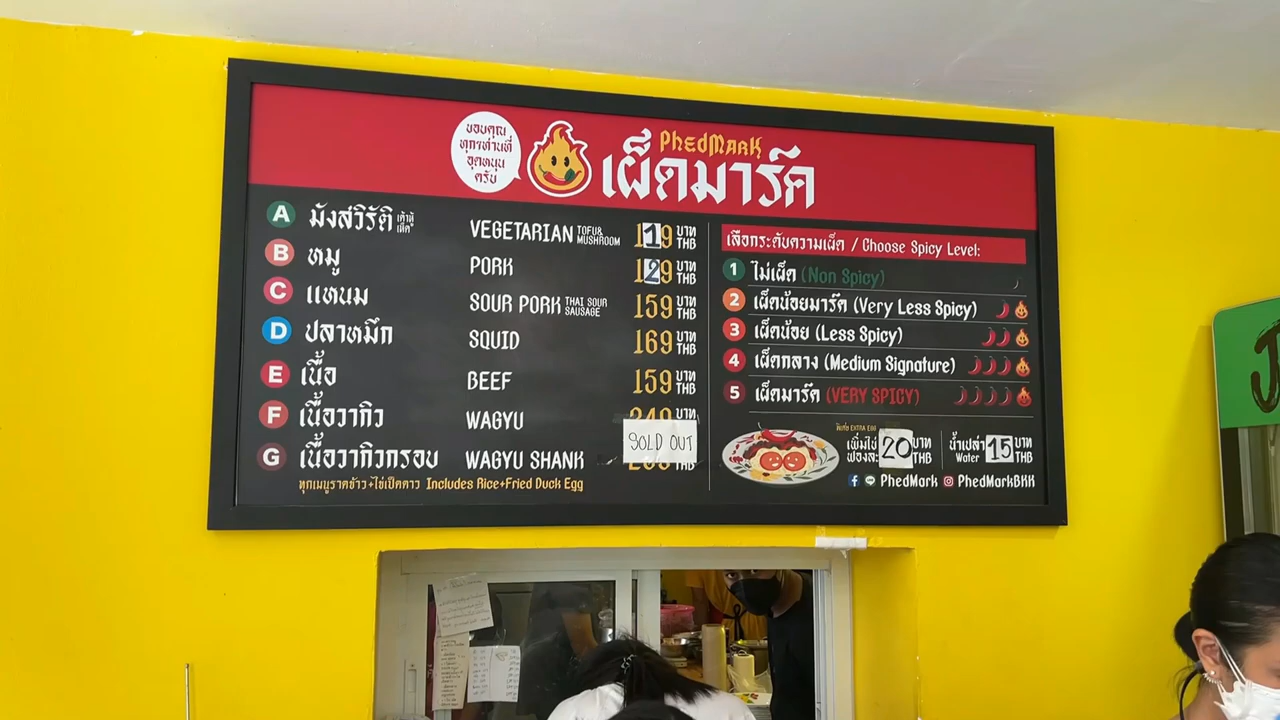 ขอบคุณ
ทุกๆท่านที่
อุดหนุน
ครับ
PhedMark
เผ็ดมาร์ค
A มังสวิรัติ เต้าหู้ เห็ด VEGETARIAN TOFU& MUSHROOM 119 บาท THB
B หมู PORK 129 บาท THB
C แหนม SOUR PORK THAI SOUR SAUSAGE 159 บาท THB
D ปลาหมึก SQUID 169 บาท THB
E เนื้อ BEEF 159 บาท THB
F เนื้อวากิว WAGYU บาท
G เนื้อวากิวกรอบ WAGYU SHANK SOLD OUT THB
ทุกเมนูราดข้าว+ไข่เป็ดดาว Includes Rice+Fried Duck Egg
เลือกระดับความเผ็ด / Choose Spicy Level:
1 ไม่เผ็ด (Non Spicy)
2 เผ็ดน้อยมาร์ค (Very Less Spicy)
3 เผ็ดน้อย (Less Spicy)
4 เผ็ดกลาง (Medium Signature)
5 เผ็ดมาร์ค (VERY SPICY)
พิเศษ EXTRA EGG
เพิ่มไข่ ฟองละ 20 บาท THB
น้ำเปล่า Water 15 บาท THB
PhedMark PhedMarkBKK
J